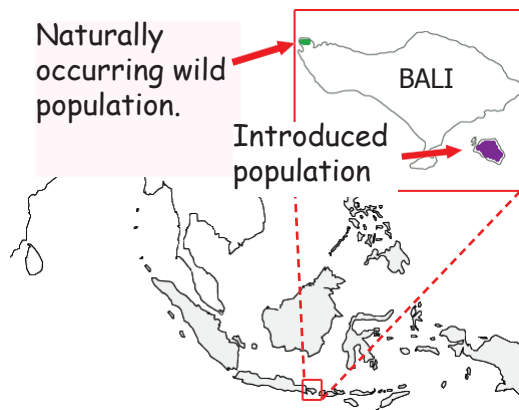 Naturally
occurring wild
population.
BALI
Introduced
population